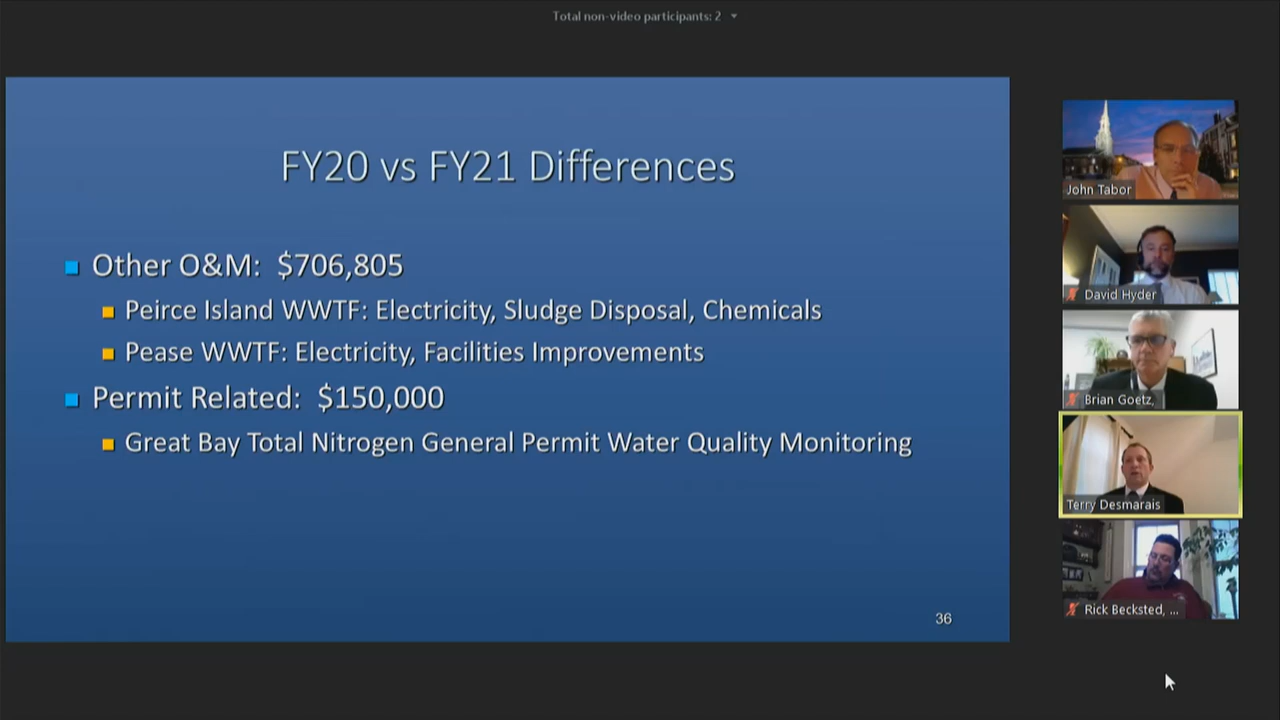 Total non-video participants: 2
FY20 vs FY21 Differences
Other O&M: $706,805
Peirce Island WWTF: Electricity, Sludge Disposal, Chemicals
Pease WWTF: Electricity, Facilities Improvements
Permit Related: $150,000
Great Bay Total Nitrogen General Permit Water Quality Monitoring
36
John Tabor
David Hyder
Brian Goetz,
Terry Desmarais
Rick Becksted, ...